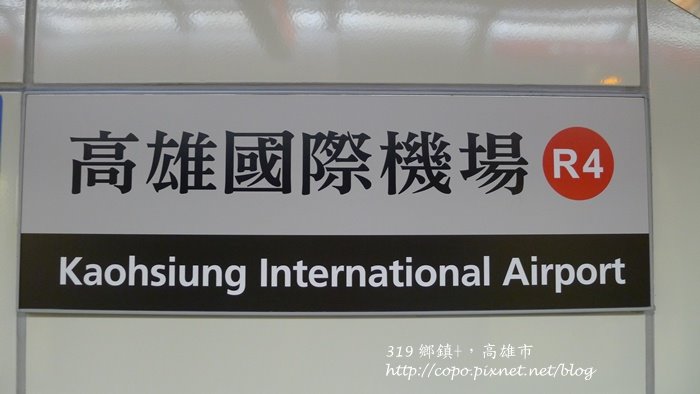 高雄國際機場 R4
Kaohsiung International Airport
319 鄉鎮+，高雄市
http://copo.pixnet.net/blog